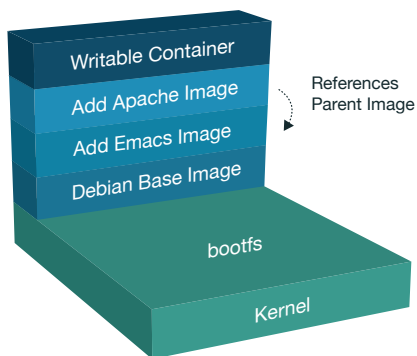 Writable Container
Add Apache Image
References
Parent Image
Add Emacs Image
Debian Base Image
bootfs
Kernel